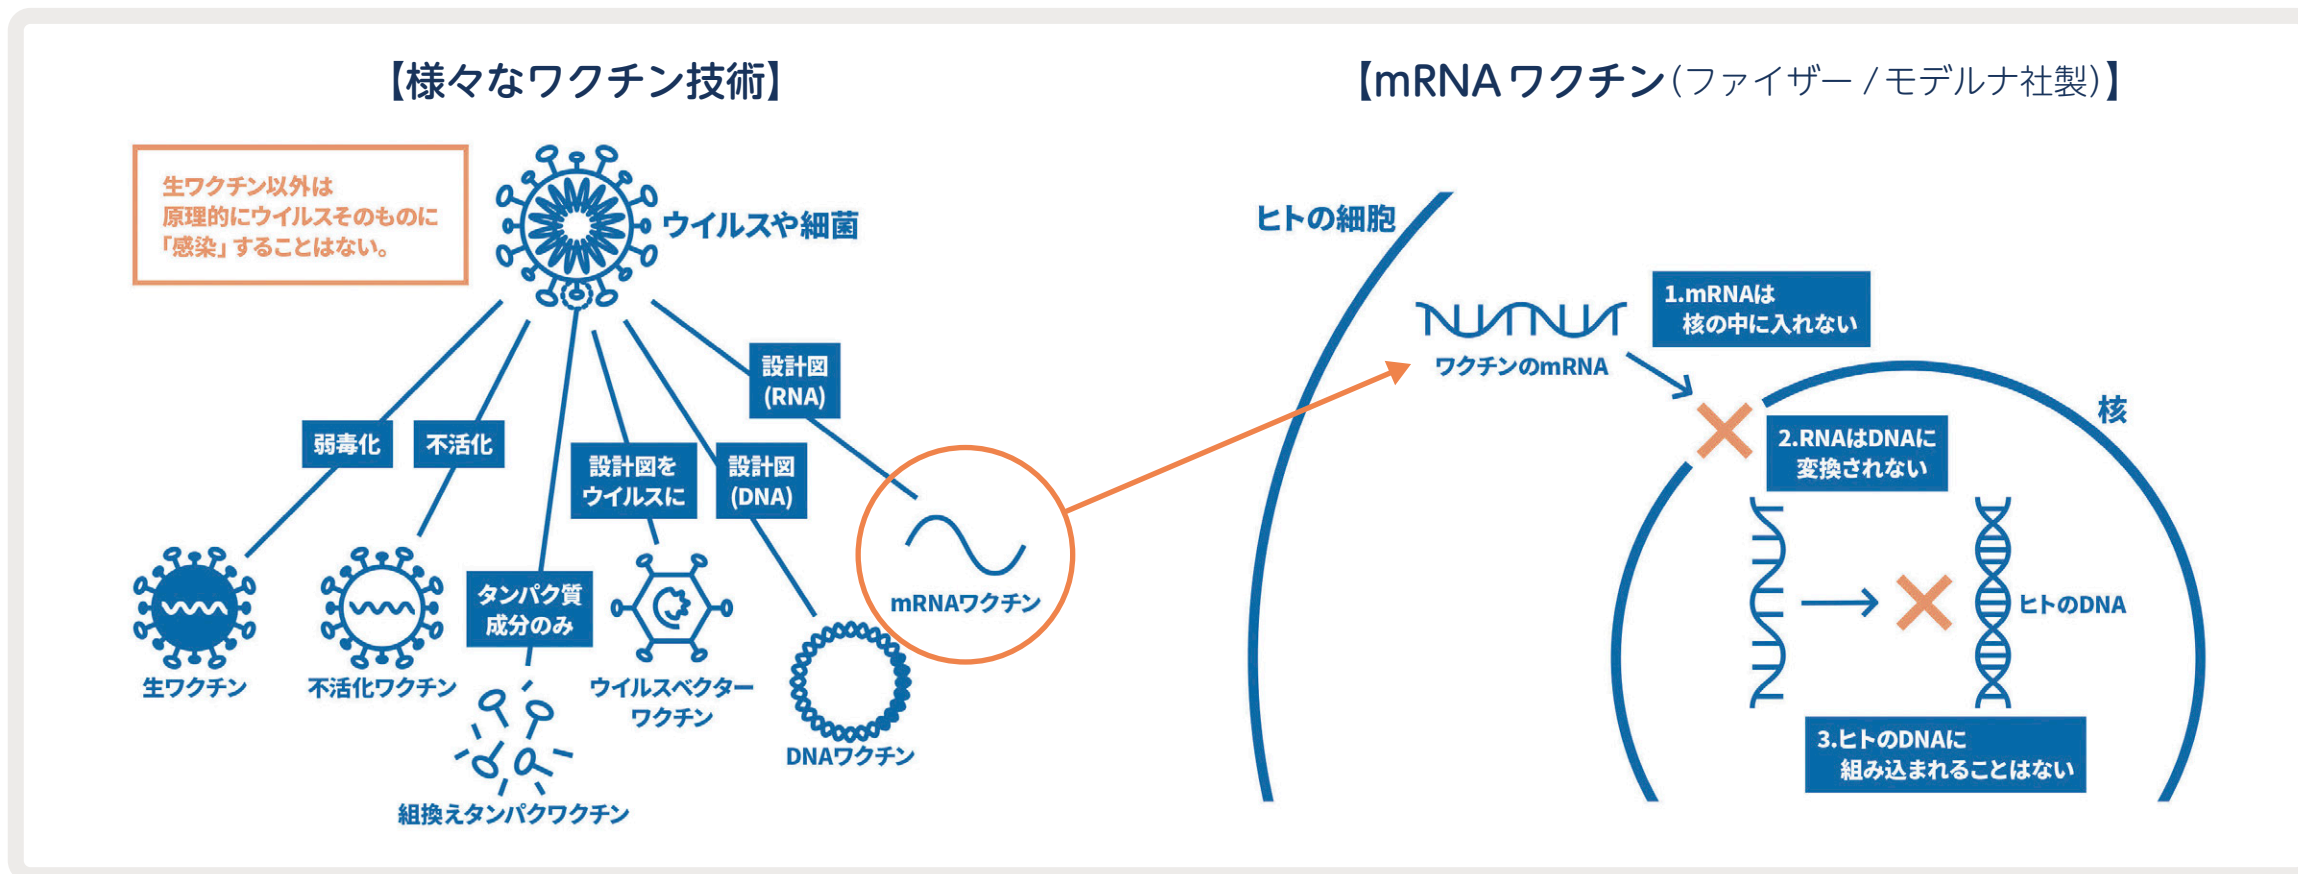 【様々なワクチン技術】
生ワクチン以外は
原理的にウイルスそのものに
「感染」することはない。
ウイルスや細菌
弱毒化
不活化
タンパク質
成分のみ
設計図を
ウイルスに
設計図
(DNA)
設計図
(RNA)
生ワクチン
不活化ワクチン
組換えタンパクワクチン
ウイルスベクター
ワクチン
DNAワクチン
mRNAワクチン
【mRNAワクチン(ファイザー/モデルナ社製)】
ヒトの細胞
ワクチンのmRNA
1.mRNAは
核の中に入れない
核
2.RNAはDNAに
変換されない
ヒトのDNA
3.ヒトのDNAに
組み込まれることはない